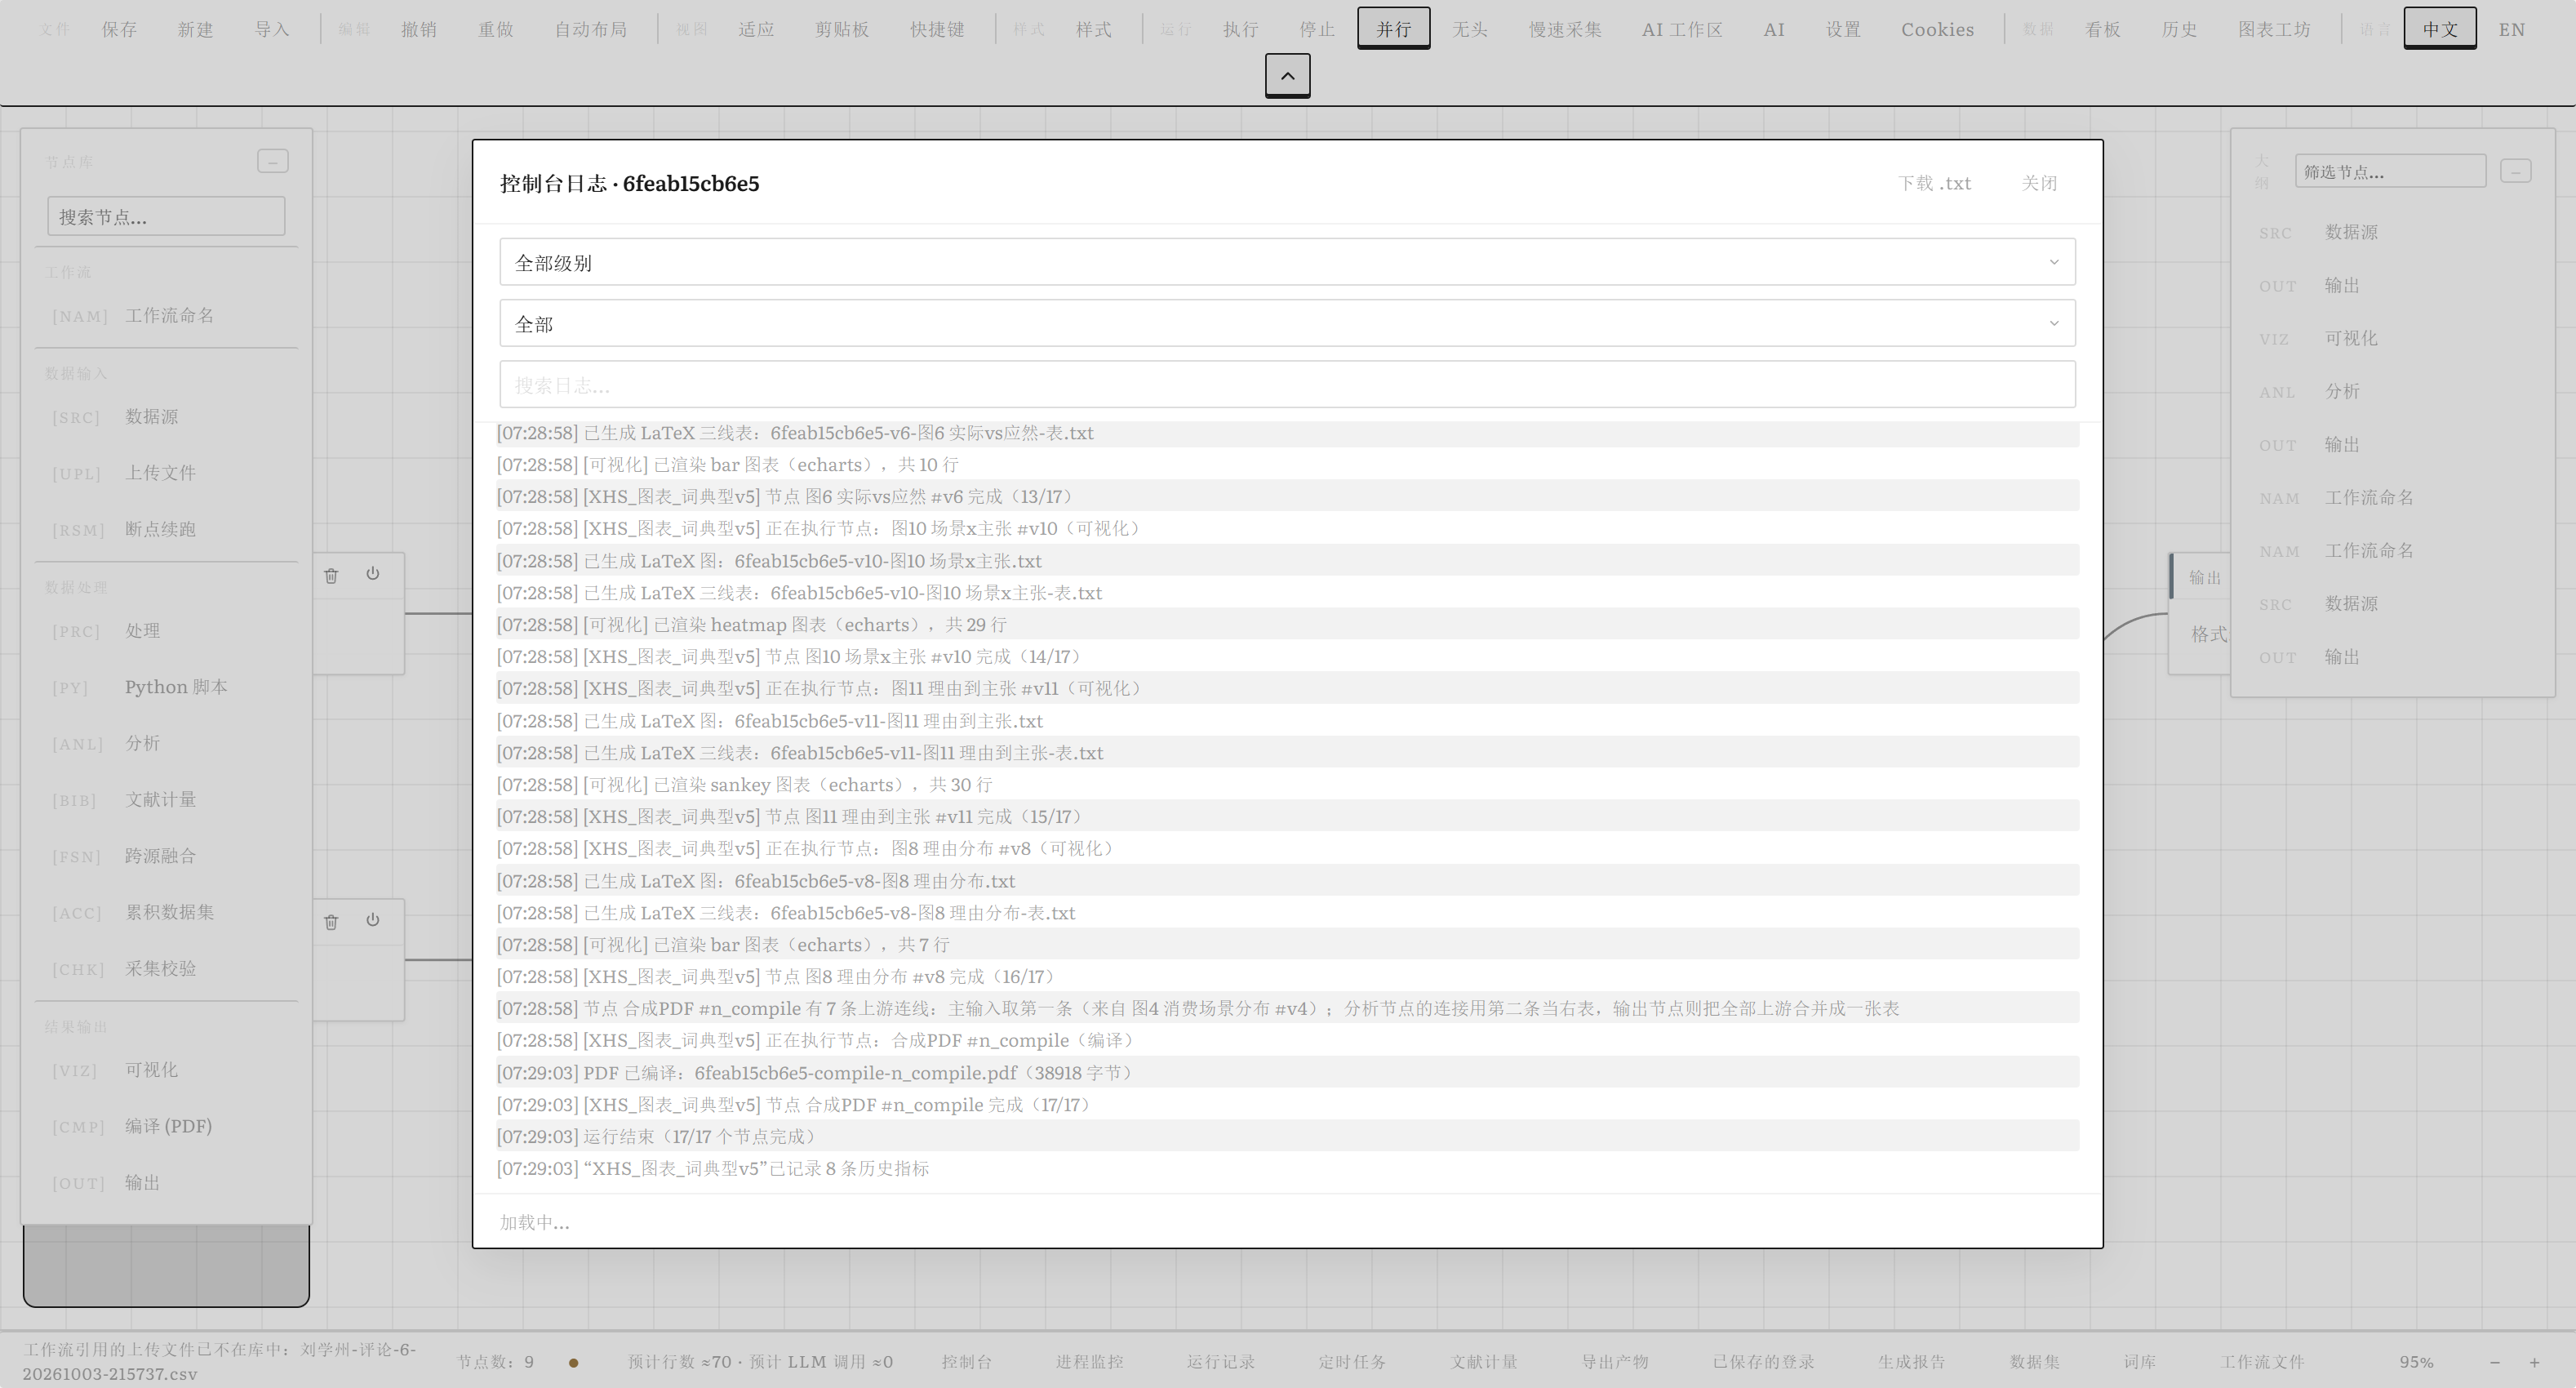 文件 保存 新建 导入 编辑 撤销 重做 自动布局 视图 适应 剪贴板 快捷键 样式 样式 运行 执行 停止 并行 无头 慢速采集 AI 工作区 AI 设置 Cookies 数据 看板 历史 图表工坊 语言 中文 EN
节点库
搜索节点...
工作流
[NAM] 工作流命名
数据输入
[SRC] 数据源
[UPL] 上传文件
[RSM] 断点续跑
数据处理
[PRC] 处理
[PY] Python 脚本
[ANL] 分析
[BIB] 文献计量
[FSN] 跨源融合
[ACC] 累积数据集
[CHK] 采集校验
结果输出
[VIZ] 可视化
[CMP] 编译 (PDF)
[OUT] 输出
控制台日志 · 6feab15cb6e5
下载 .txt 关闭
全部级别
全部
搜索日志...
[07:28:58] 已生成 LaTeX 三线表：6feab15cb6e5-v6-图6 实际vs应然-表.txt
[07:28:58] [可视化] 已渲染 bar 图表（echarts），共 10 行
[07:28:58] [XHS_图表_词典型v5] 节点 图6 实际vs应然 #v6 完成（13/17）
[07:28:58] [XHS_图表_词典型v5] 正在执行节点：图10 场景x主张 #v10（可视化）
[07:28:58] 已生成 LaTeX 图：6feab15cb6e5-v10-图10 场景x主张.txt
[07:28:58] 已生成 LaTeX 三线表：6feab15cb6e5-v10-图10 场景x主张-表.txt
[07:28:58] [可视化] 已渲染 heatmap 图表（echarts），共 29 行
[07:28:58] [XHS_图表_词典型v5] 节点 图10 场景x主张 #v10 完成（14/17）
[07:28:58] [XHS_图表_词典型v5] 正在执行节点：图11 理由到主张 #v11（可视化）
[07:28:58] 已生成 LaTeX 图：6feab15cb6e5-v11-图11 理由到主张.txt
[07:28:58] 已生成 LaTeX 三线表：6feab15cb6e5-v11-图11 理由到主张-表.txt
[07:28:58] [可视化] 已渲染 sankey 图表（echarts），共 30 行
[07:28:58] [XHS_图表_词典型v5] 节点 图11 理由到主张 #v11 完成（15/17）
[07:28:58] [XHS_图表_词典型v5] 正在执行节点：图8 理由分布 #v8（可视化）
[07:28:58] 已生成 LaTeX 图：6feab15cb6e5-v8-图8 理由分布.txt
[07:28:58] 已生成 LaTeX 三线表：6feab15cb6e5-v8-图8 理由分布-表.txt
[07:28:58] [可视化] 已渲染 bar 图表（echarts），共 7 行
[07:28:58] [XHS_图表_词典型v5] 节点 图8 理由分布 #v8 完成（16/17）
[07:28:58] 节点 合成PDF #n_compile 有 7 条上游连线：主输入取第一条（来自 图4 消费场景分布 #v4）；分析节点的连接用第二条当右表，输出节点则把全部上游合并成一张表
[07:28:58] [XHS_图表_词典型v5] 正在执行节点：合成PDF #n_compile（编译）
[07:29:03] PDF 已编译：6feab15cb6e5-compile-n_compile.pdf（38918 字节）
[07:29:03] [XHS_图表_词典型v5] 节点 合成PDF #n_compile 完成（17/17）
[07:29:03] 运行结束（17/17 个节点完成）
[07:29:03] “XHS_图表_词典型v5”已记录 8 条历史指标
加载中...
输出
格式
大纲
筛选节点...
SRC 数据源
OUT 输出
VIZ 可视化
ANL 分析
OUT 输出
NAM 工作流命名
NAM 工作流命名
SRC 数据源
OUT 输出
工作流引用的上传文件已不在库中：刘学州-评论-6-
20261003-215737.csv
节点数：9 预计行数 ≈70 · 预计 LLM 调用 ≈0 控制台 进程监控 运行记录 定时任务 文献计量 导出产物 已保存的登录 生成报告 数据集 词库 工作流文件 95% − +